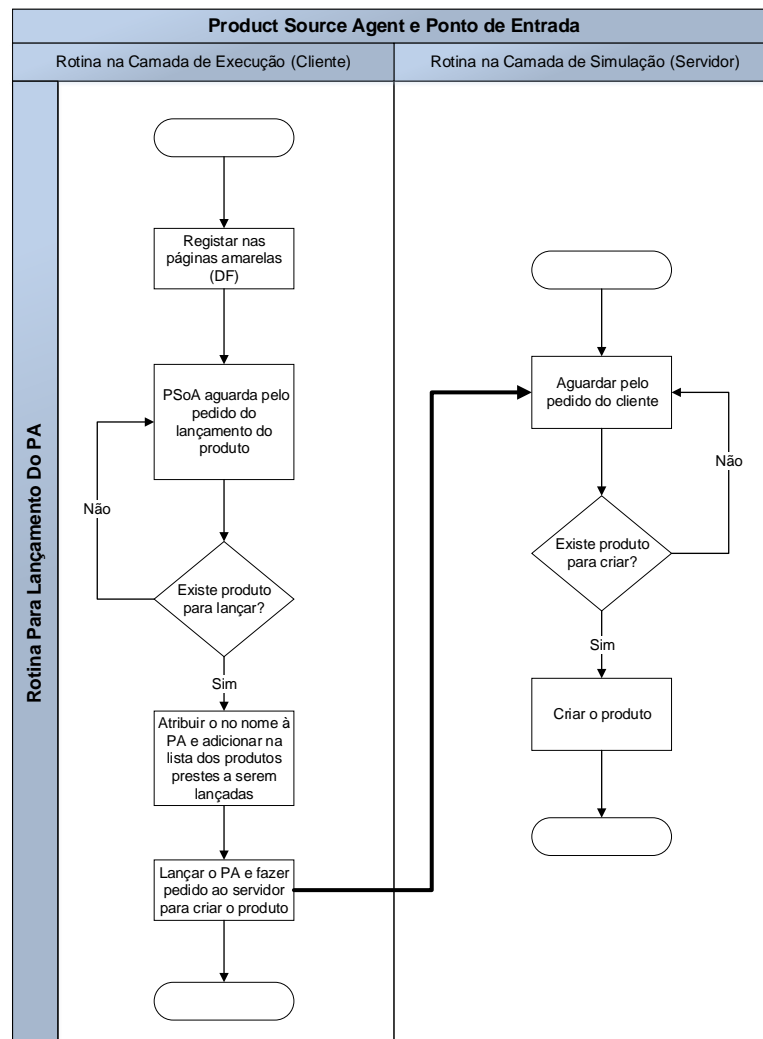 Product Source Agent e Ponto de Entrada
Rotina na Camada de Execução (Cliente)
Rotina na Camada de Simulação (Servidor)
Rotina Para Lançamento Do PA
Registar nas
páginas amarelas
(DF)
PSoA aguarda pelo
pedido do
lançamento do
produto
Não
Existe produto
para lançar?
Sim
Atribuir o no nome à
PA e adicionar na
lista dos produtos
prestes a serem
lançadas
Lançar o PA e fazer
pedido ao servidor
para criar o produto
Aguardar pelo
pedido do cliente
Não
Existe produto
para criar?
Sim
Criar o produto